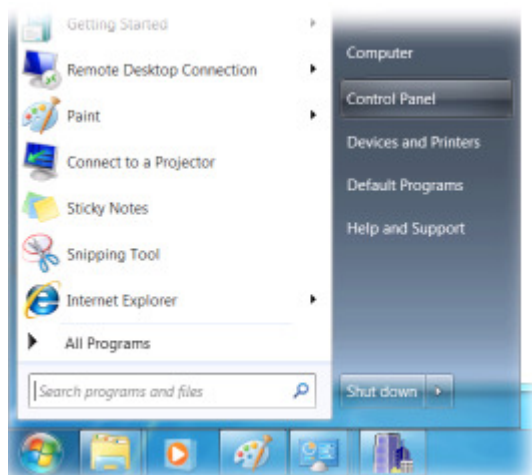 Getting Started
Remote Desktop Connection
Paint
Connect to a Projector
Sticky Notes
Snipping Tool
Internet Explorer
All Programs
Search programs and files
Computer
Control Panel
Devices and Printers
Default Programs
Help and Support
Shut down